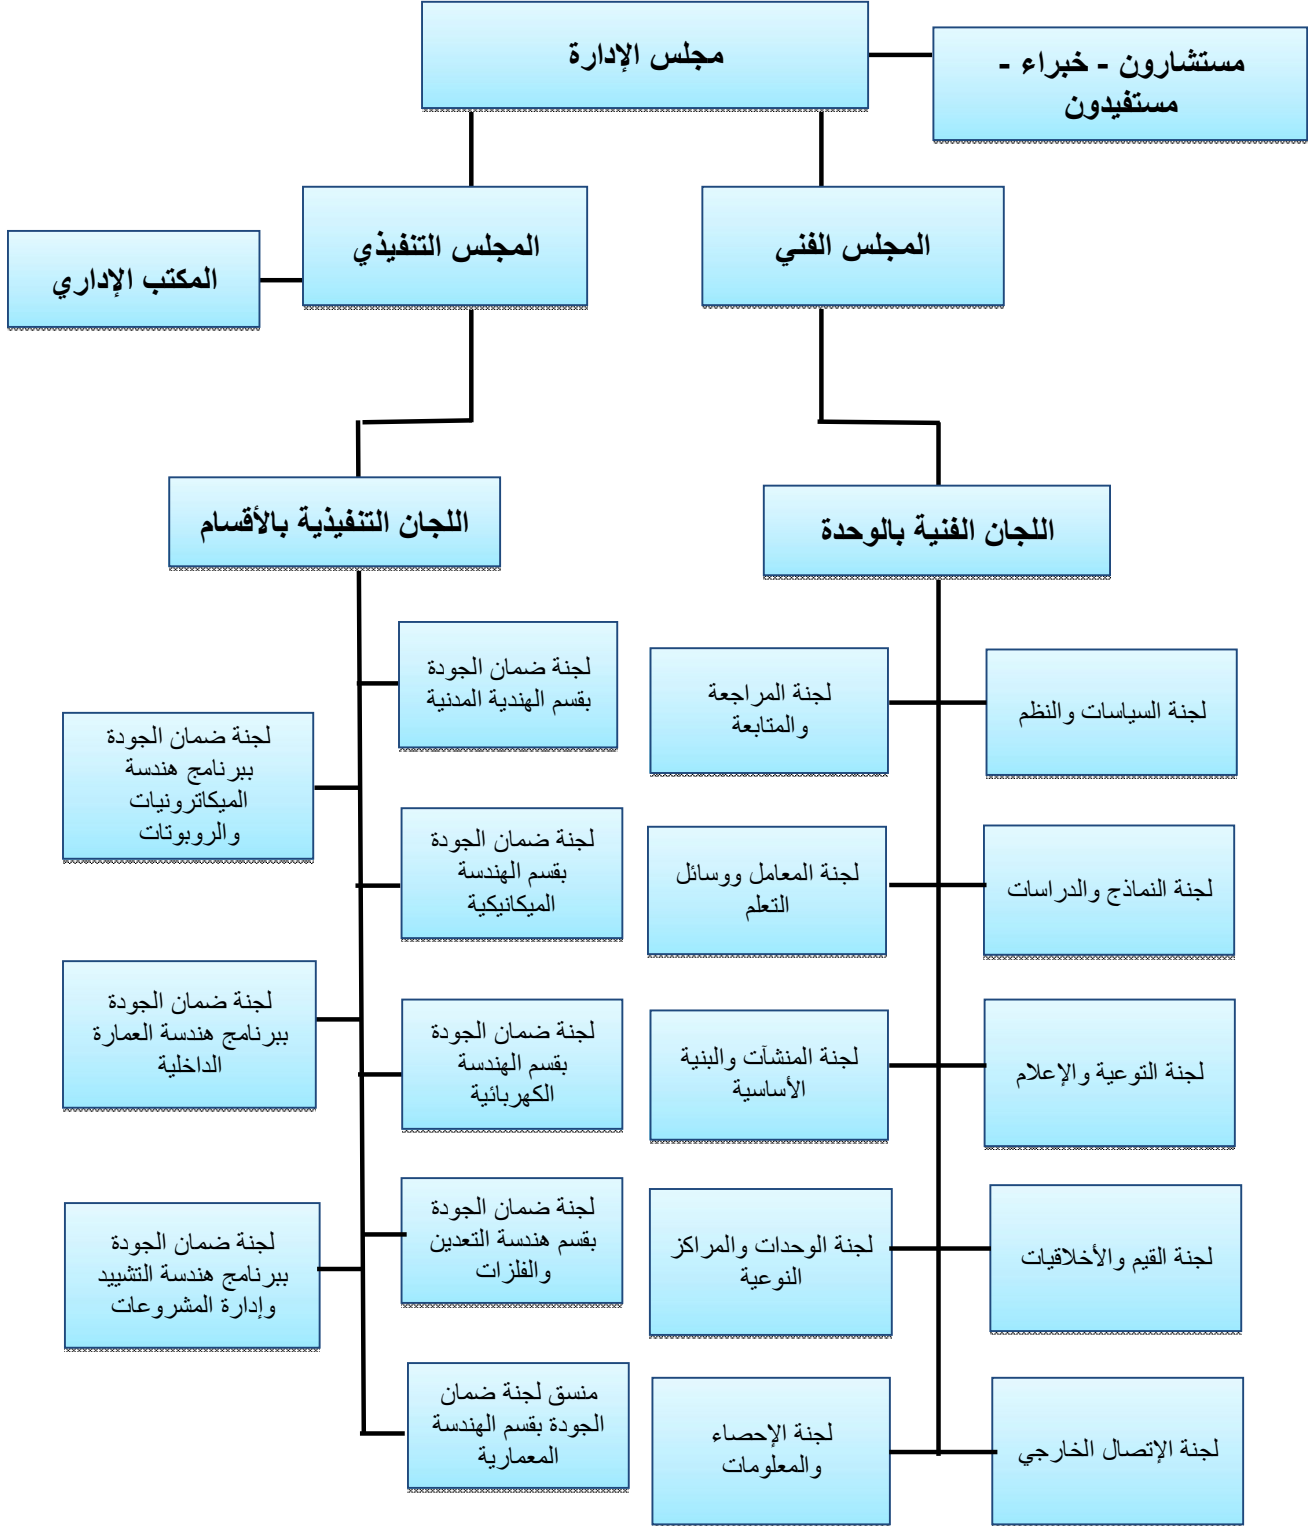 مجلس الإدارة
مستشارون - خبراء -
مستفيدون
المجلس الفني
المجلس التنفيذي
المكتب الإداري
اللجان الفنية بالوحدة
اللجان التنفيذية بالأقسام
لجنة السياسات والنظم
لجنة المراجعة
والمتابعة
لجنة النماذج والدراسات
لجنة المعامل ووسائل
التعلم
لجنة التوعية والإعلام
لجنة المنشآت والبنية
الأساسية
لجنة القيم والأخلاقيات
لجنة الوحدات والمراكز
النوعية
لجنة الإتصال الخارجي
لجنة الإحصاء
والمعلومات
لجنة ضمان الجودة
بقسم الهندية المدنية
لجنة ضمان الجودة
ببرنامج هندسة
الميكاترونيات
والروبوتات
لجنة ضمان الجودة
بقسم الهندسة
الميكانيكية
لجنة ضمان الجودة
ببرنامج هندسة العمارة
الداخلية
لجنة ضمان الجودة
بقسم الهندسة
الكهربائية
لجنة ضمان الجودة
بقسم هندسة التعدين
والفلزات
لجنة ضمان الجودة
ببرنامج هندسة التشييد
وإدارة المشروعات
منسق لجنة ضمان
الجودة بقسم الهندسة
المعمارية